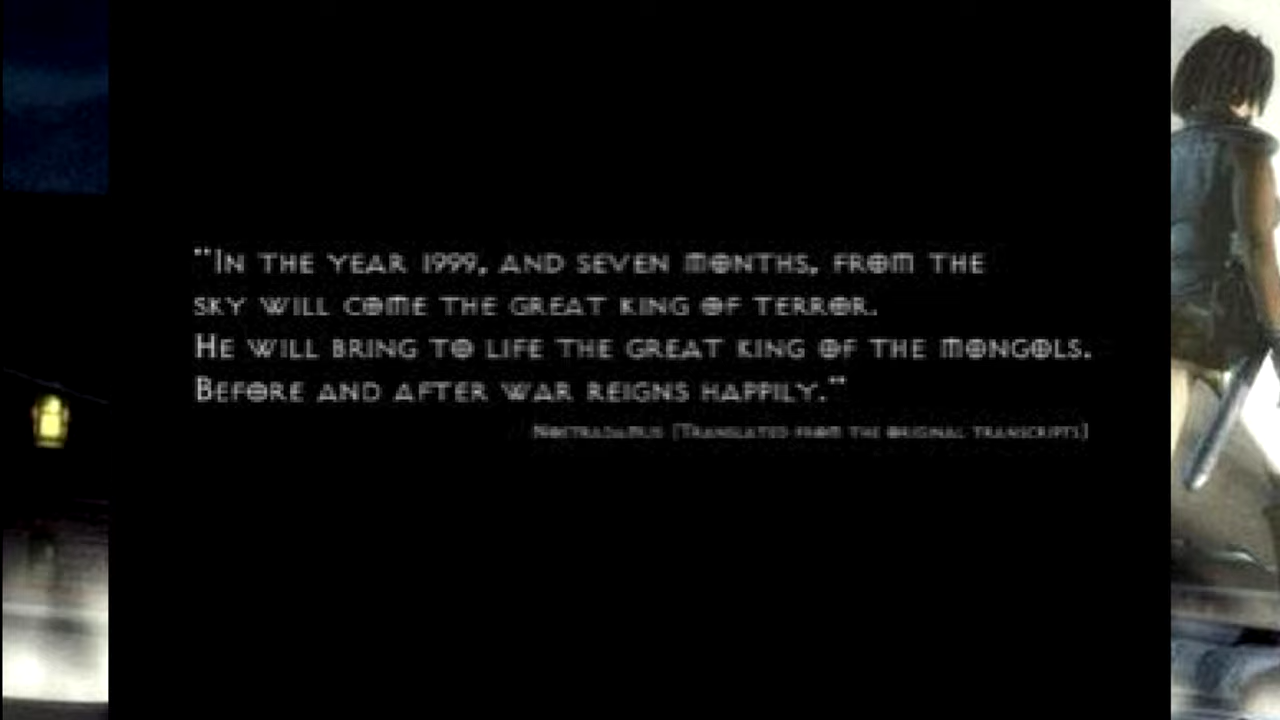 "In the year 1999, and seven months, from the
sky will come the great king of terror.
He will bring to life the great king of the Mongols.
Before and after war reigns happily."
Nostradamus (Translated from the original transcripts)